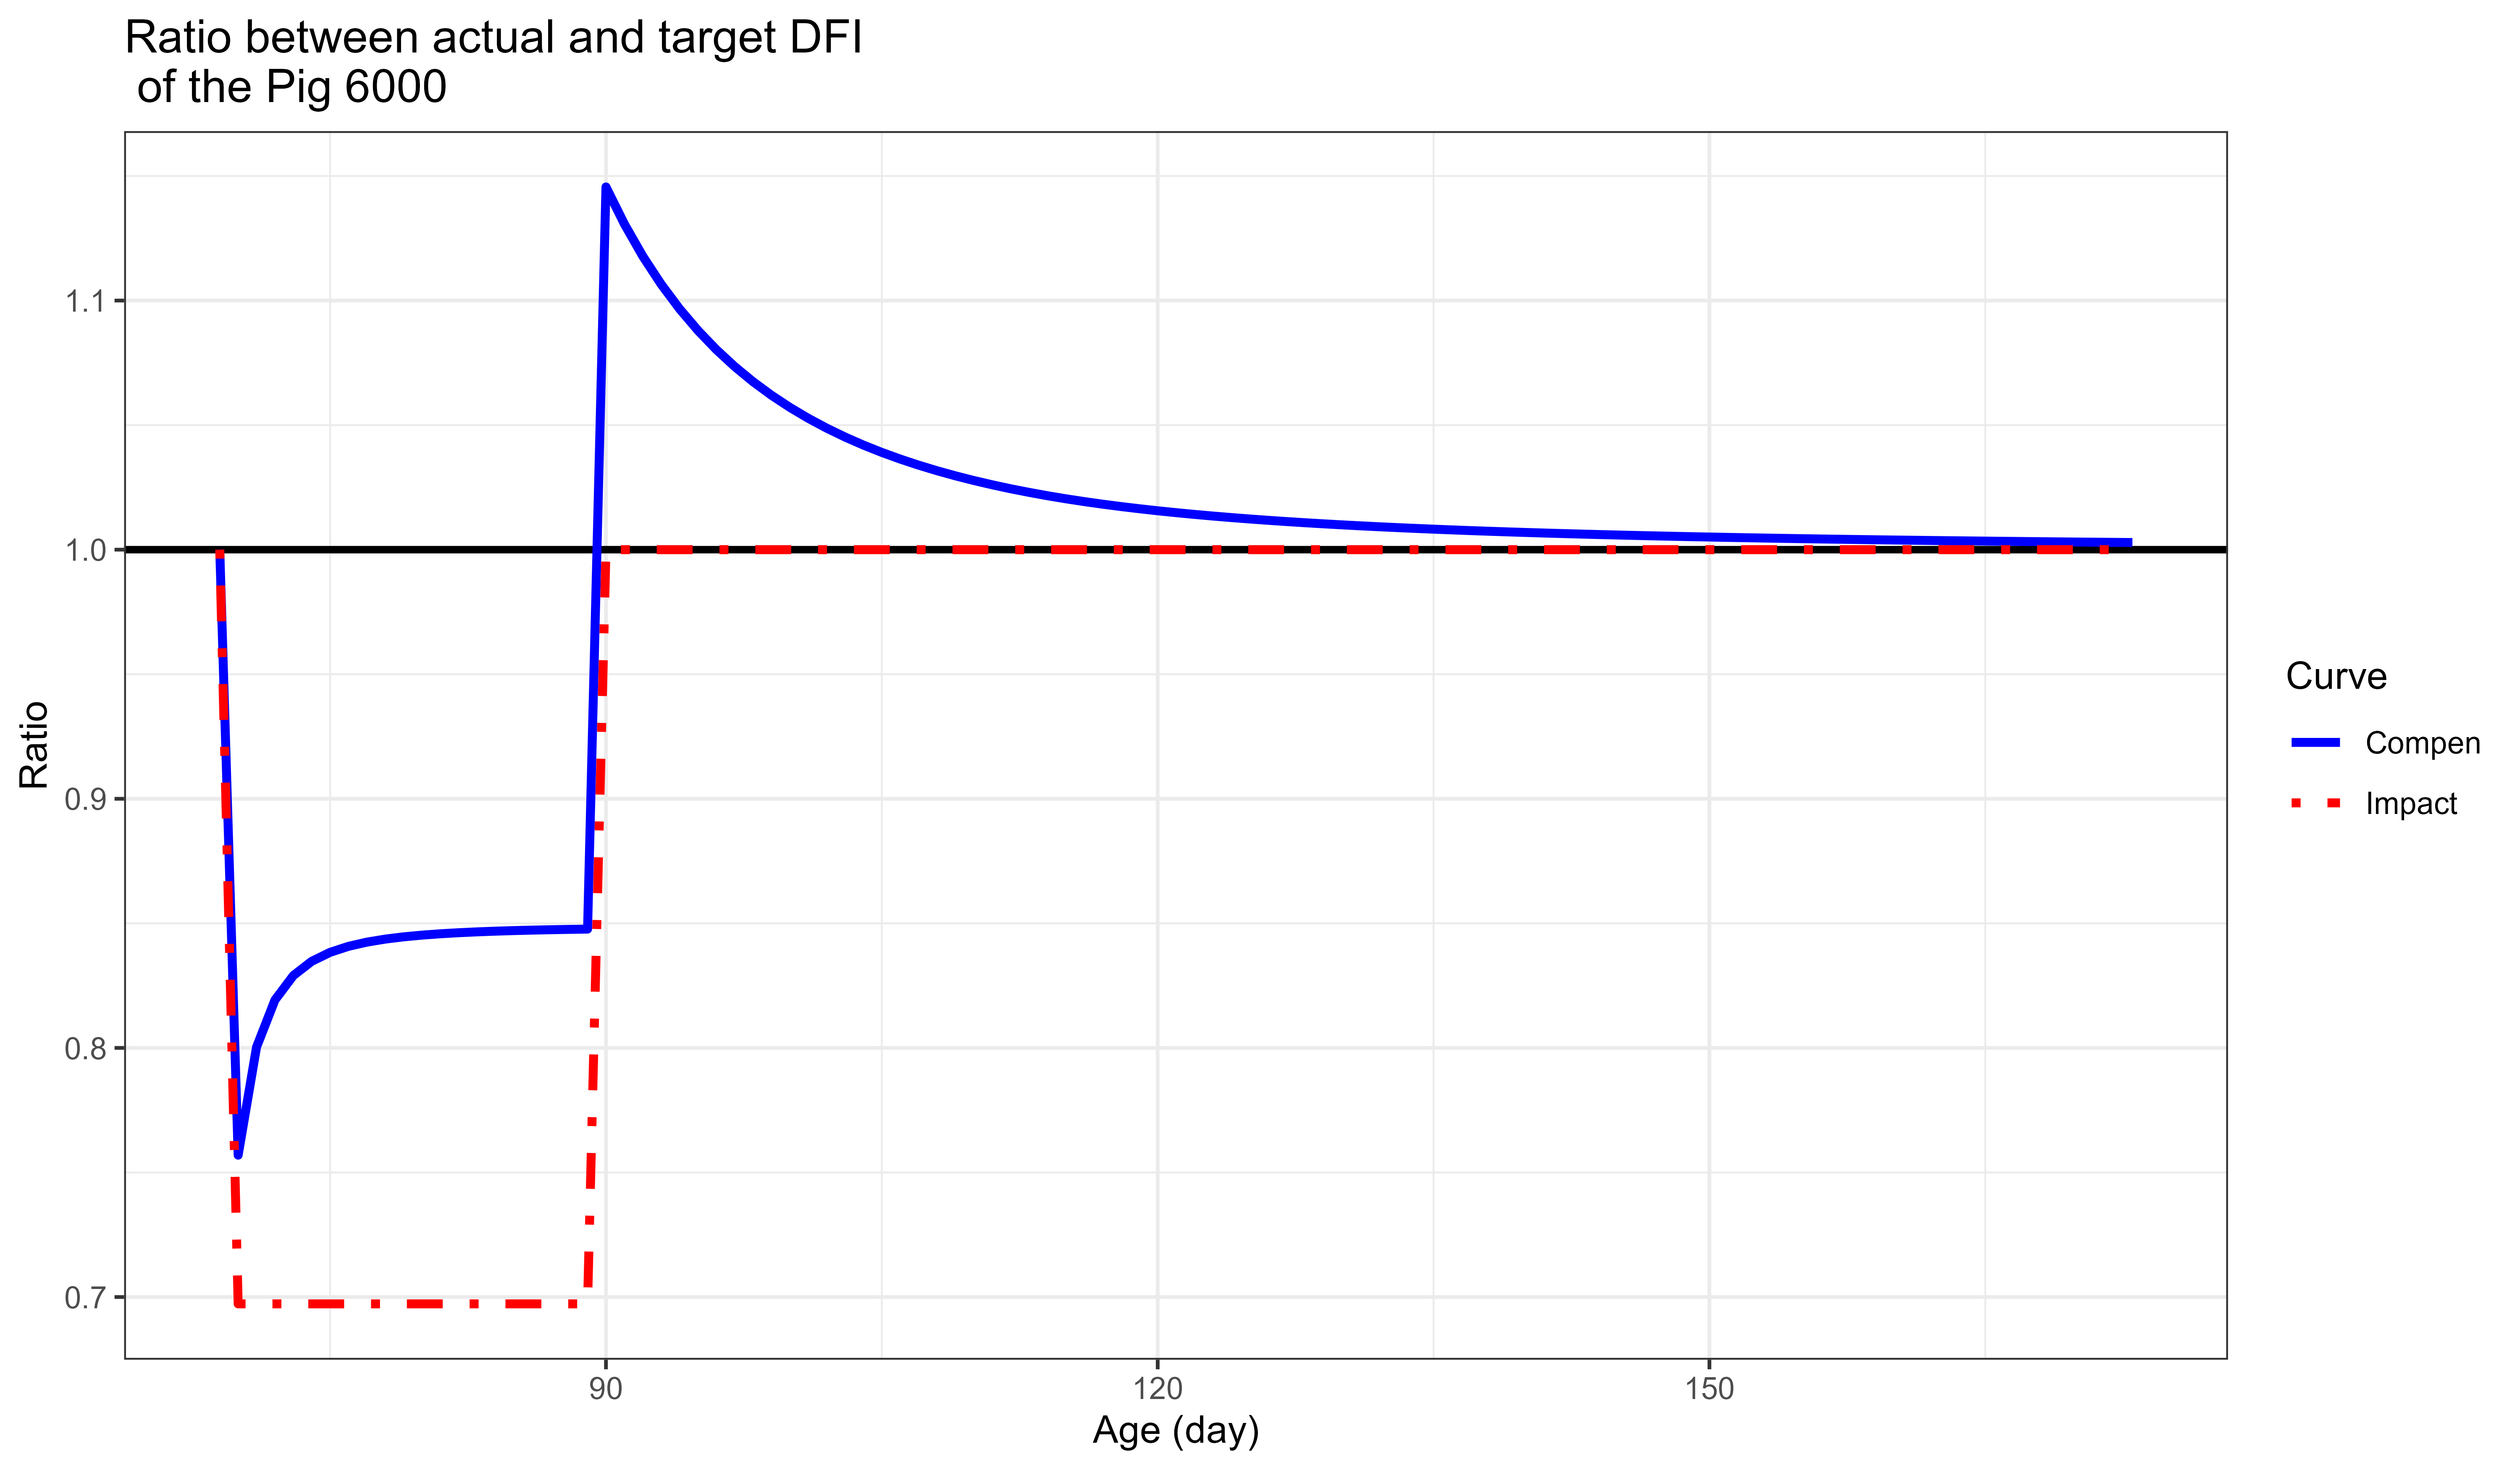 Ratio between actual and target DFI
of the Pig 6000
1.1
1.0
0.9
0.8
0.7
Ratio
90
120
150
Age (day)
Curve
Compen
Impact